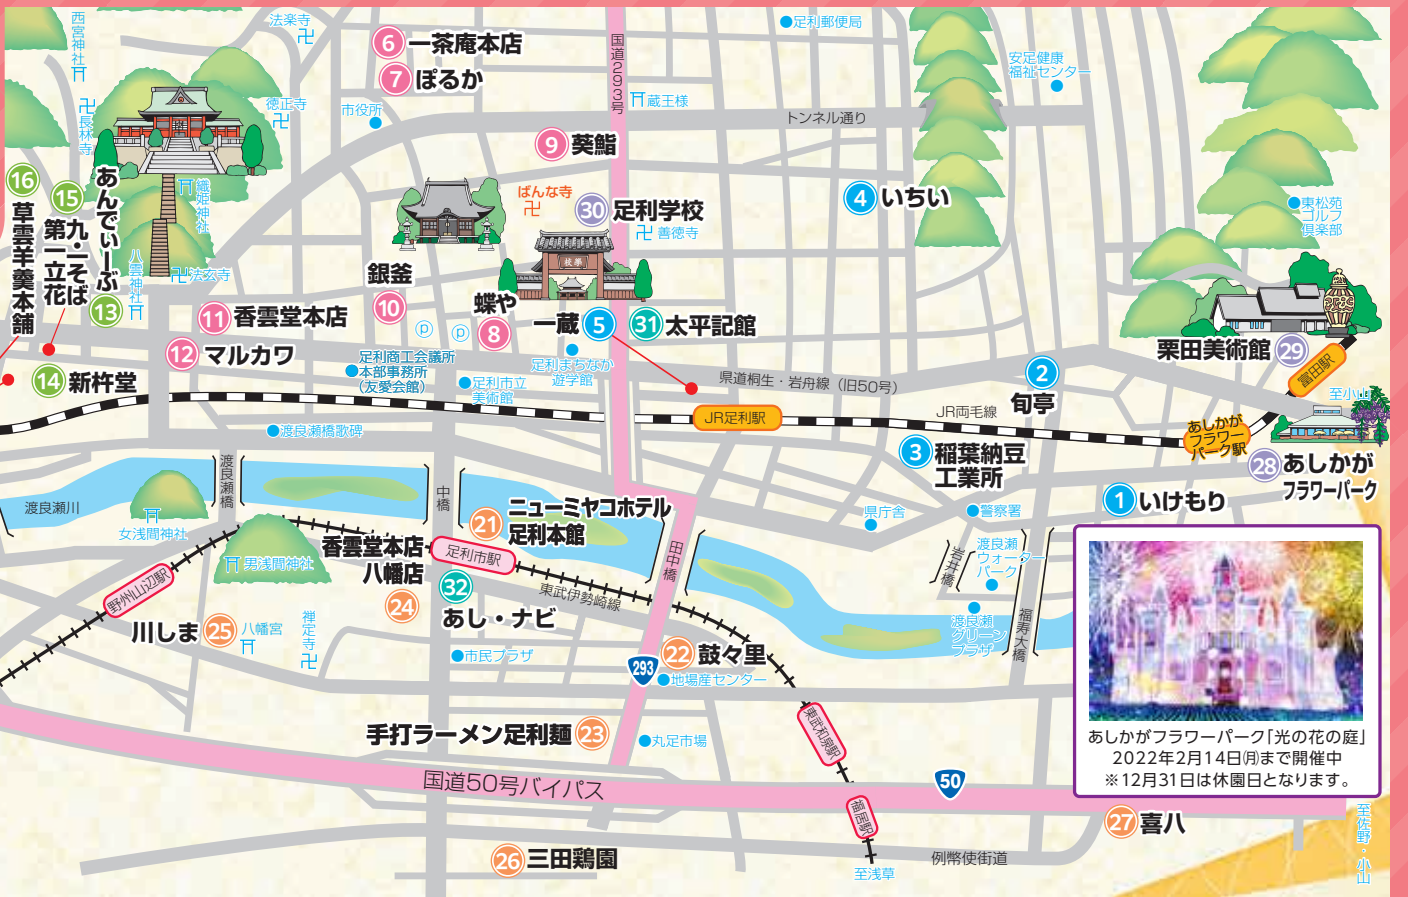 西宮神社
法楽寺
6 一茶庵本店
7 ぽるか
国道293号
足利郵便局
安足健康
福祉センター
長林寺
徳正寺
市役所
蔵王様
トンネル通り
9 葵鮨
16 草雲羊羹本舗
15 九・一そば
第一立花
あんでぃーぶ
13
織姫神社
八雲神社
法玄寺
ばんな寺
30 足利学校
善徳寺
學校
4 いちい
東松苑
ゴルフ
倶楽部
銀釜
10
蝶や
8
11 香雲堂本店
12 マルカワ
14 新杵堂
一蔵 5
31 太平記館
P
P
足利商工会議所
本部事務所
(友愛会館)
足利市立
美術館
足利まちなか
遊学館
県道桐生・岩舟線(旧50号)
2
旬亭
栗田美術館 29
富田駅
至小山
JR足利駅
JR両毛線
あしかが
フラワー
パーク駅
28 あしかが
フラワーパーク
渡良瀬橋歌碑
3 稲葉納豆
工業所
1 いけもり
渡良瀬川
渡良瀬橋
中橋
女浅間神社
男浅間神社
21 ニューミヤコホテル
足利本館
香雲堂本店
八幡店
24
足利市駅
32
あし・ナビ
東武伊勢崎線
田中橋
県庁舎
警察署
岩井橋
渡良瀬
ウォーター
パーク
渡良瀬
グリーン
プラザ
福寿大橋
野州山辺駅
川しま 25
八幡宮
禅定寺
市民プラザ
293
22 鼓々里
地場産センター
手打ラーメン足利麺 23
丸足市場
東武和泉駅
国道50号バイパス
50
福居駅
27 喜八
26 三田鶏園
例幣使街道
至浅草
至佐野・小山
あしかがフラワーパーク「光の花の庭」
2022年2月14日㈪まで開催中
※12月31日は休園日となります。